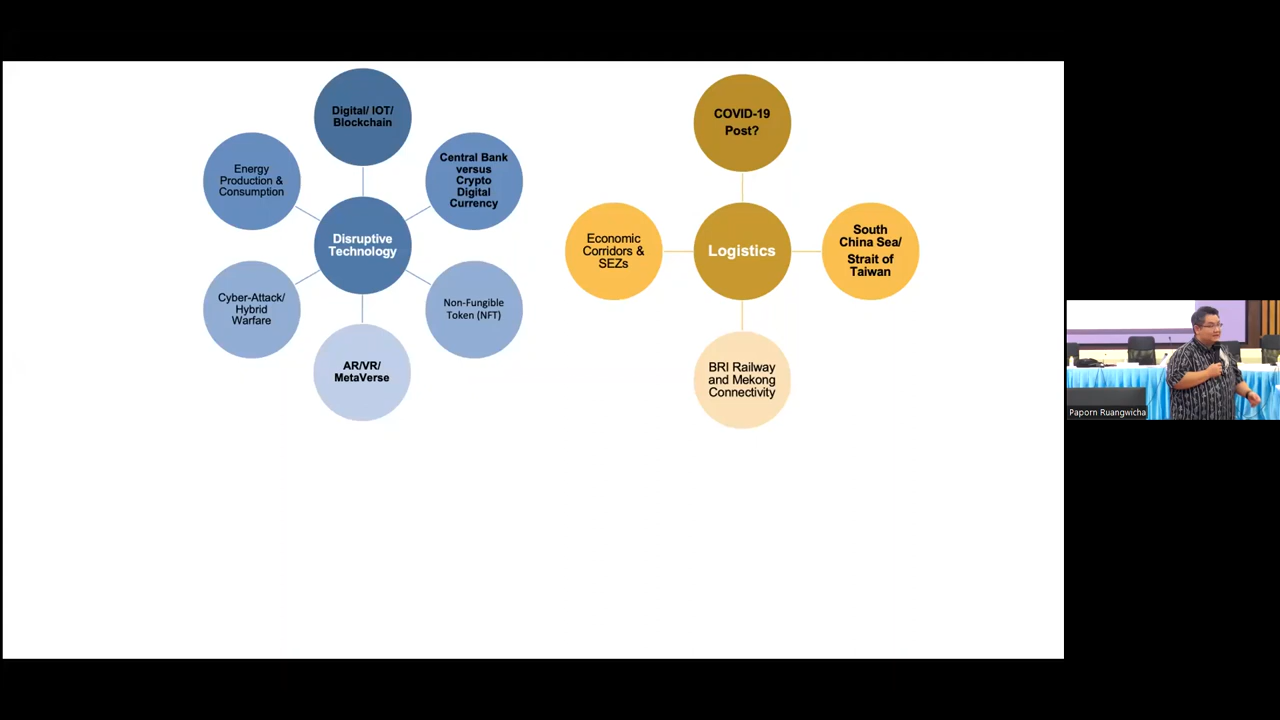 Digital/ IOT/
Blockchain
Central Bank
versus
Crypto
Digital
Currency
Non-Fungible
Token (NFT)
AR/VR/
MetaVerse
Cyber-Attack/
Hybrid
Warfare
Energy
Production &
Consumption
Disruptive
Technology
COVID-19
Post?
South
China Sea/
Strait of
Taiwan
BRI Railway
and Mekong
Connectivity
Economic
Corridors &
SEZs
Logistics
Paporn Ruangwicha